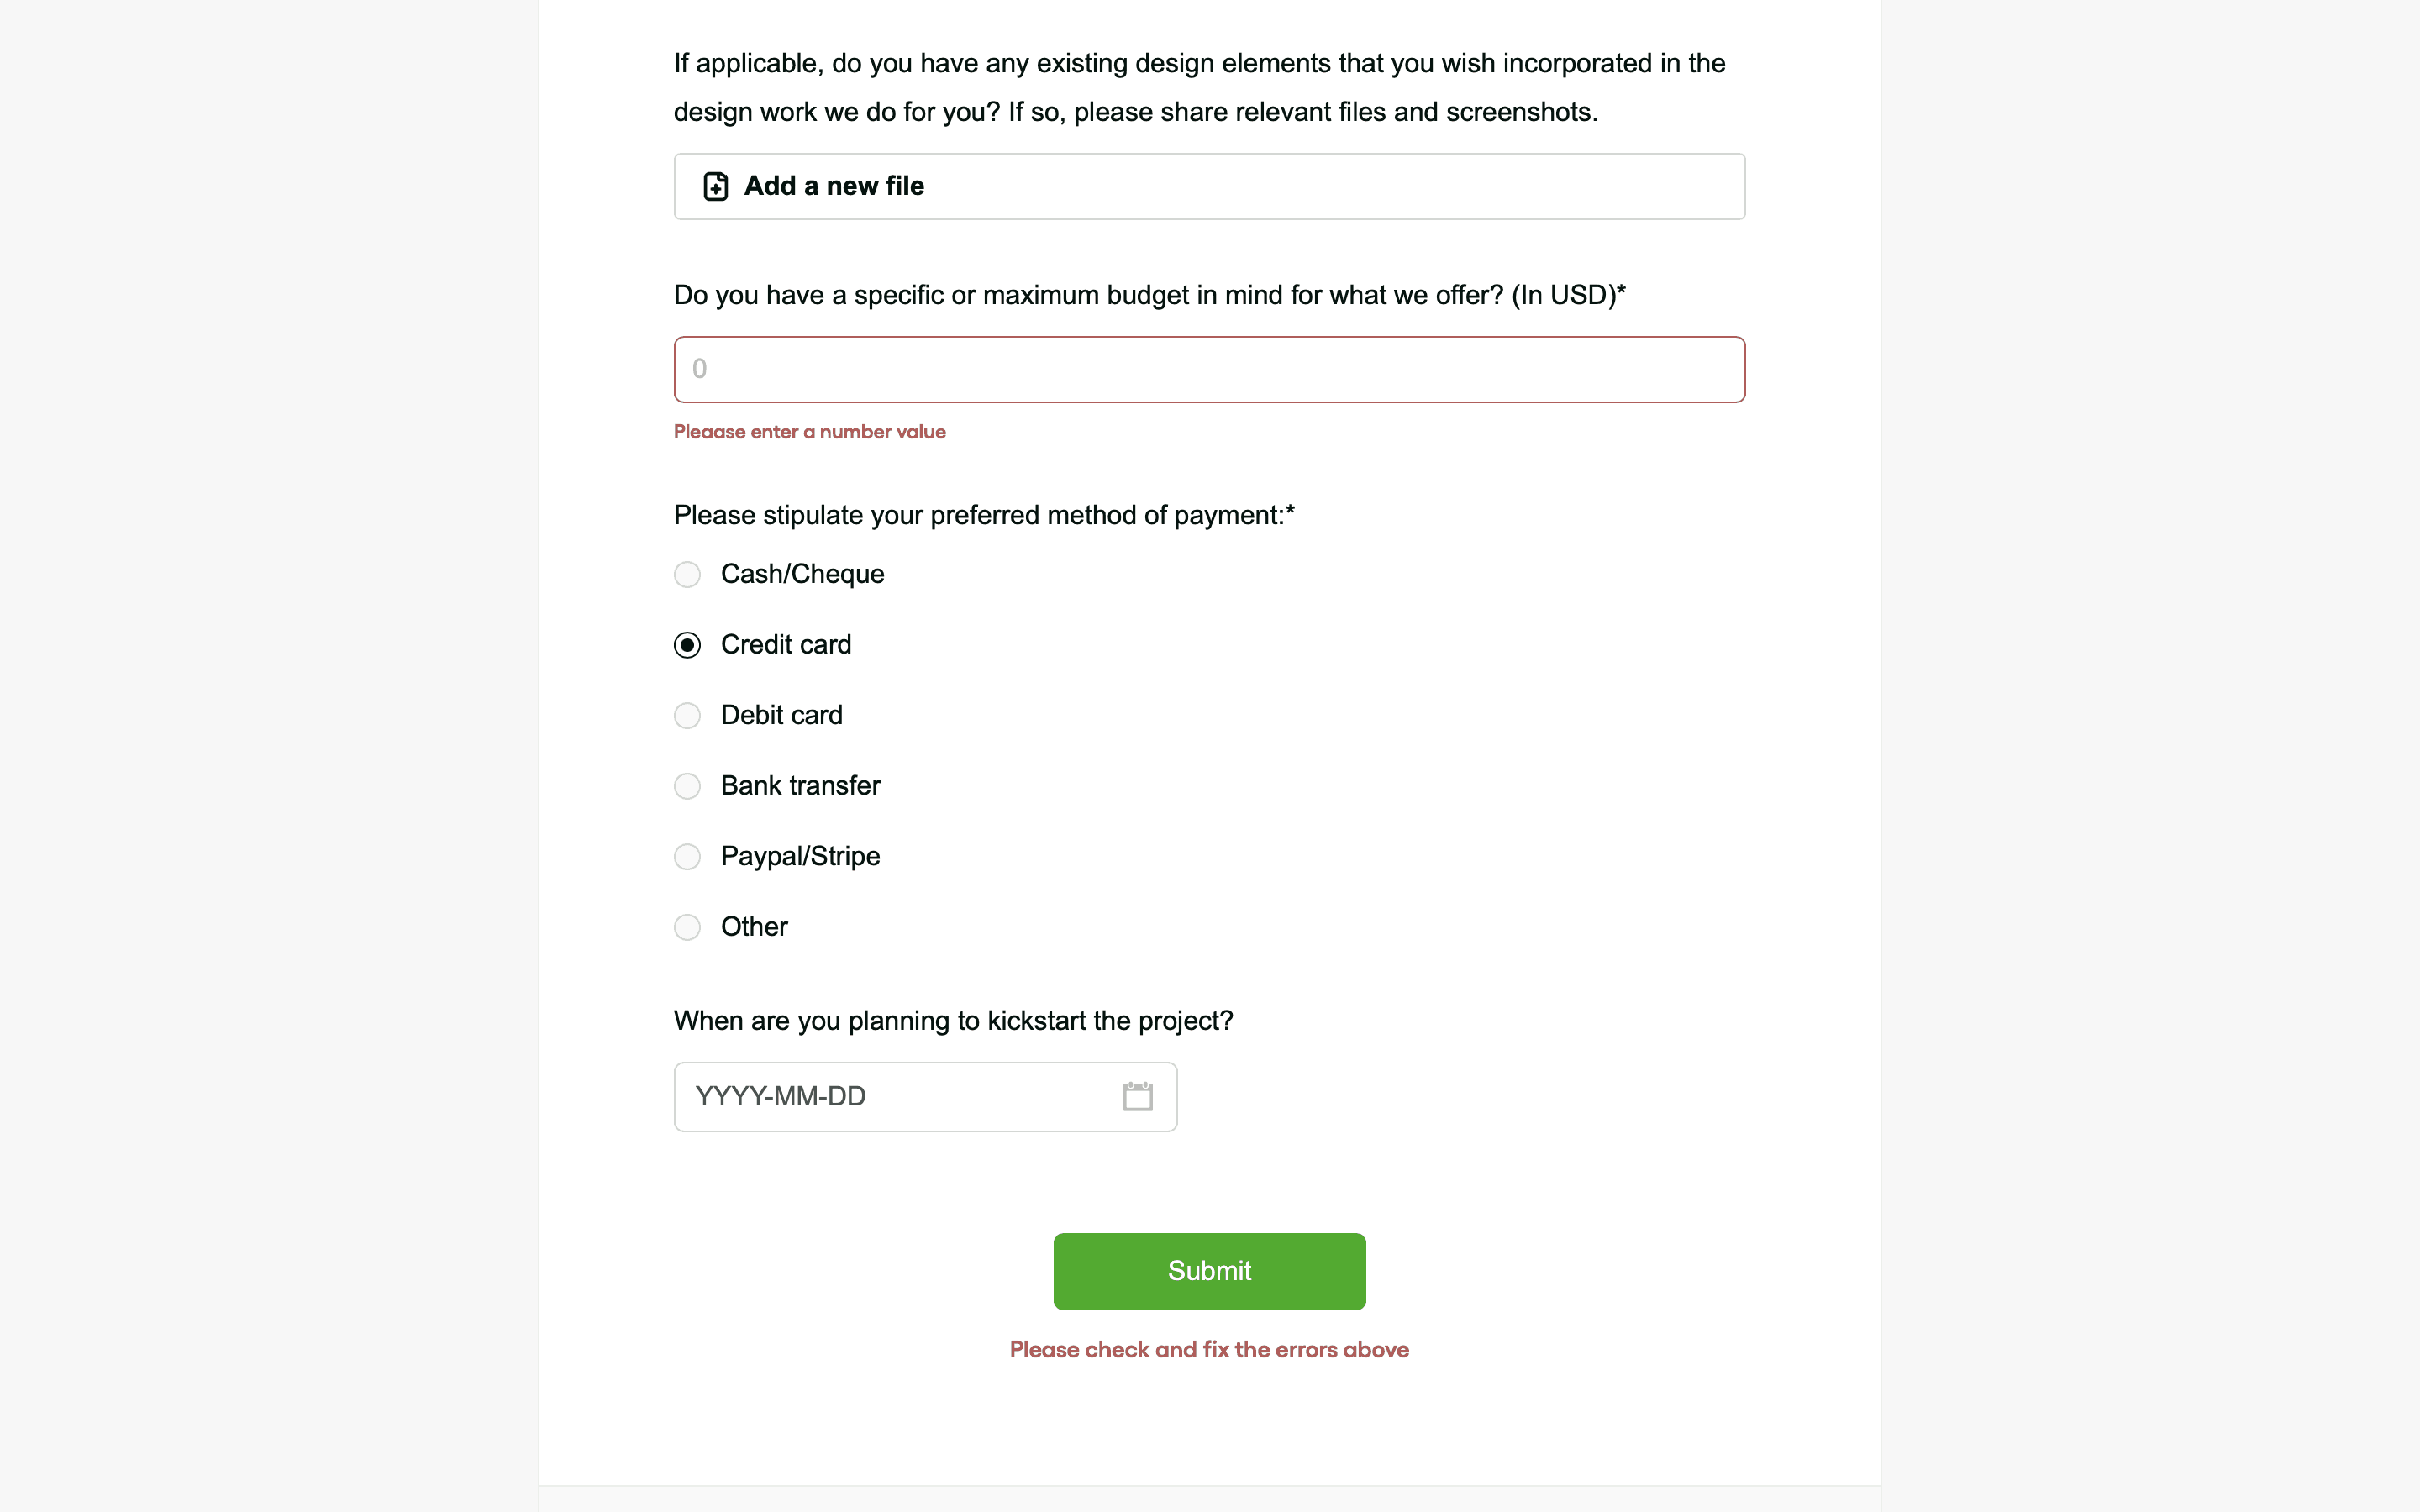 If applicable, do you have any existing design elements that you wish incorporated in the
design work we do for you? If so, please share relevant files and screenshots.
Add a new file
Do you have a specific or maximum budget in mind for what we offer? (In USD)*
0
Pleaase enter a number value
Please stipulate your preferred method of payment:*
Cash/Cheque
Credit card
Debit card
Bank transfer
Paypal/Stripe
Other
When are you planning to kickstart the project?
YYYY-MM-DD
Submit
Please check and fix the errors above